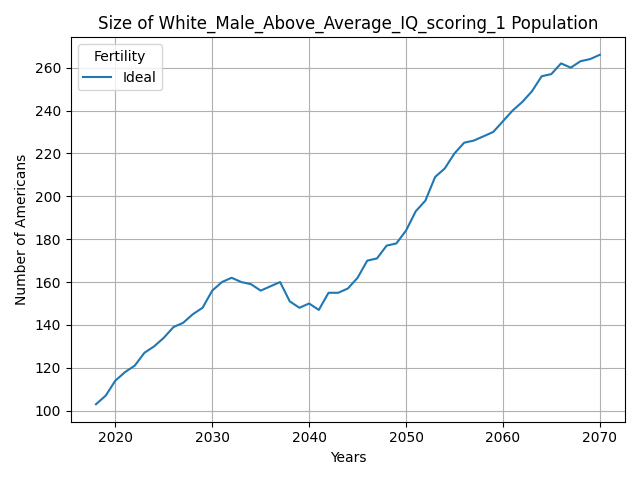 Size of White_Male_Above_Average_IQ_scoring_1 Population
Fertility
Ideal
Number of Americans
260
240
220
200
180
160
140
120
100
2020 2030 2040 2050 2060 2070
Years